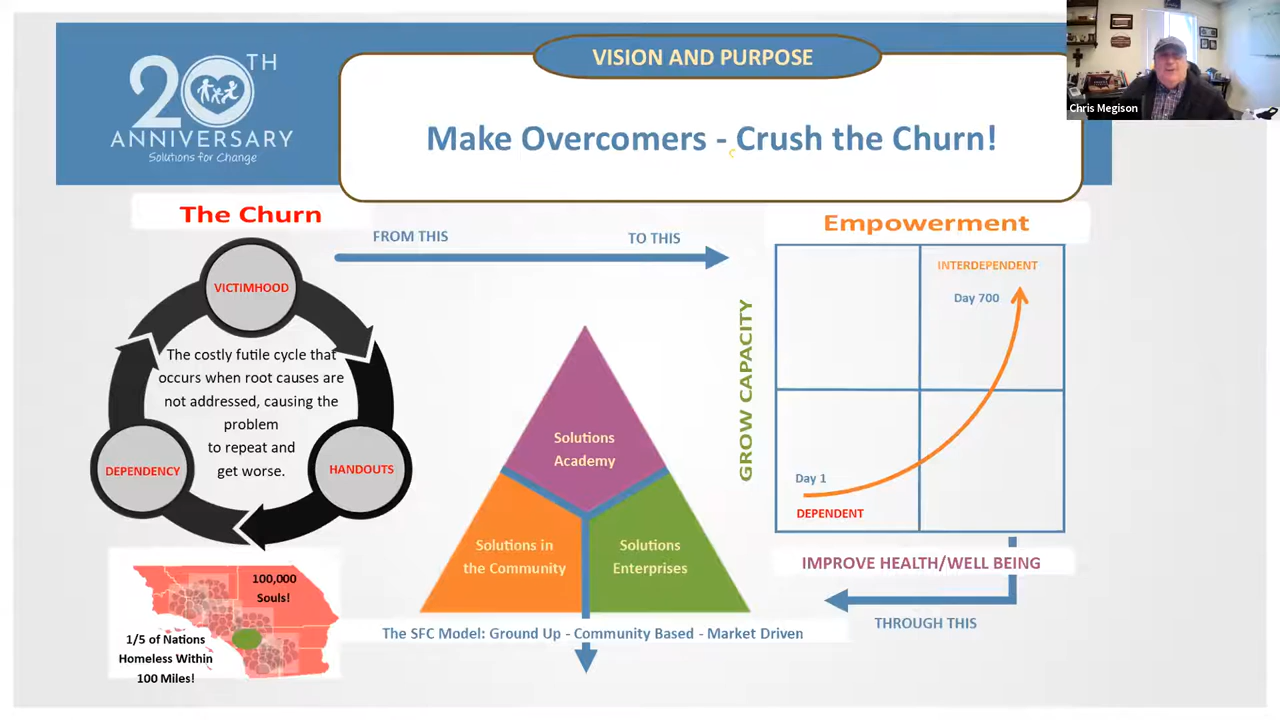 20TH
ANNIVERSARY
Solutions for Change
VISION AND PURPOSE
Make Overcomers - Crush the Churn!
Chris Megison
The Churn
FROM THIS
TO THIS
Empowerment
VICTIMHOOD
The costly futile cycle that
occurs when root causes are
not addressed, causing the
problem
to repeat and
get worse.
DEPENDENCY
HANDOUTS
Solutions
Academy
Solutions in
the Community
Solutions
Enterprises
GROW CAPACITY
INTERDEPENDENT
Day 700
Day 1
DEPENDENT
IMPROVE HEALTH/WELL BEING
THROUGH THIS
100,000
Souls!
1/5 of Nations
Homeless Within
100 Miles!
The SFC Model: Ground Up - Community Based - Market Driven